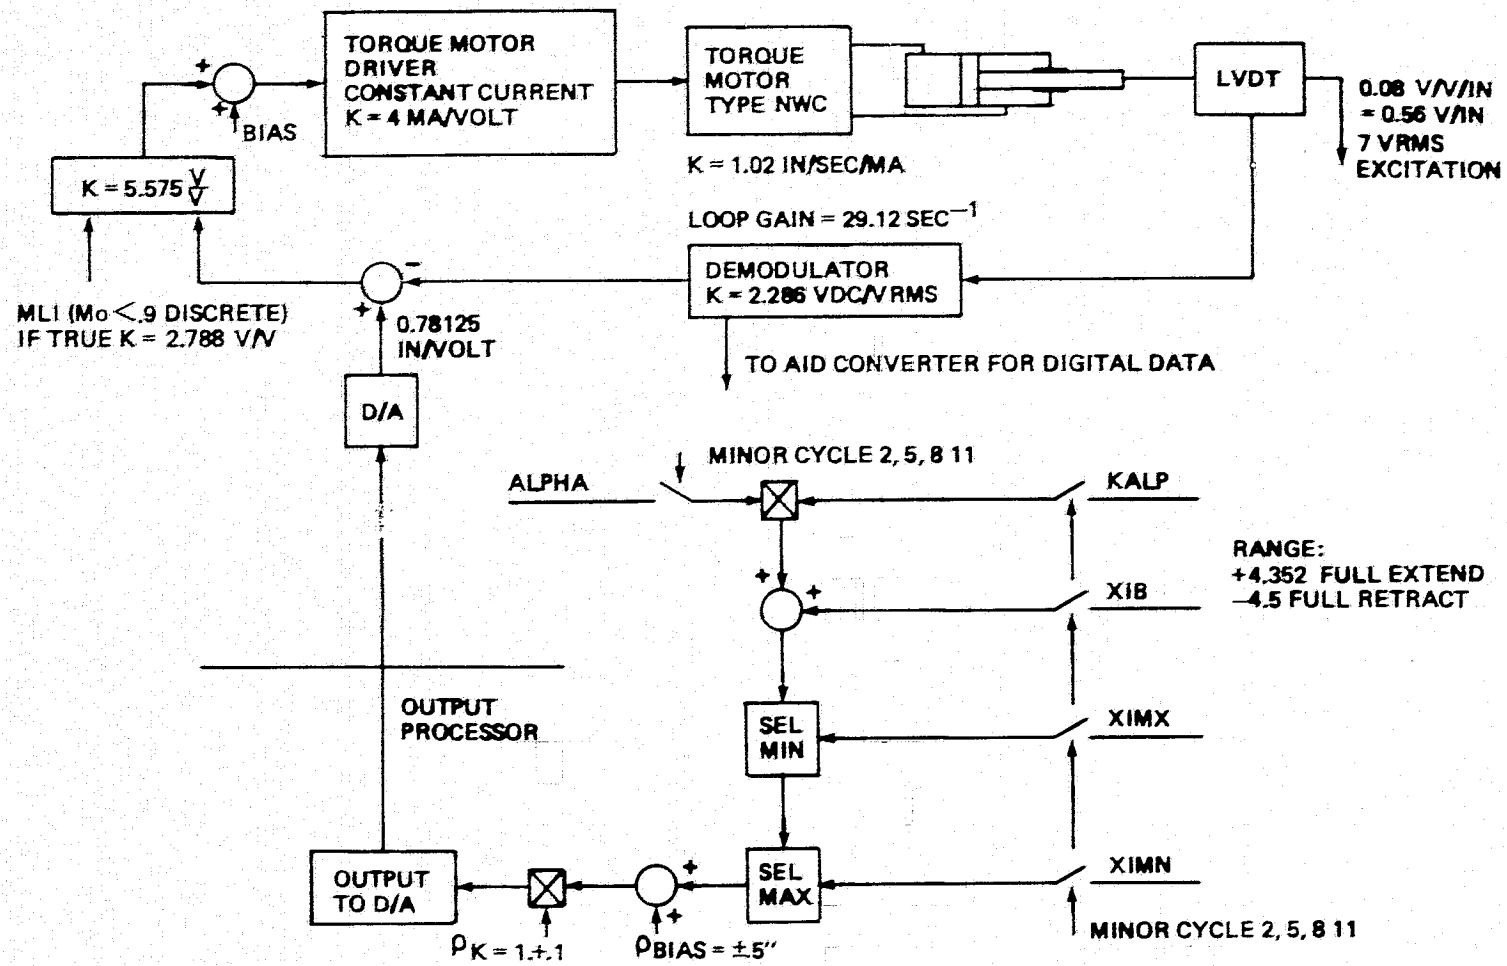 TORQUE MOTOR
DRIVER
CONSTANT CURRENT
K = 4 MA/VOLT
TORQUE
MOTOR
TYPE NWC
LVDT
0.08 V/V/IN
= 0.56 V/IN
7 VRMS
EXCITATION
+
+
BIAS
K = 1.02 IN/SEC/MA
K = 5.575 V/V
LOOP GAIN = 29.12 SEC⁻¹
DEMODULATOR
K = 2.286 VDC/VRMS
−
+
MLI (Mo < .9 DISCRETE)
IF TRUE K = 2.788 V/V
0.78125
IN/VOLT
TO AID CONVERTER FOR DIGITAL DATA
D/A
MINOR CYCLE 2, 5, 8 11
ALPHA
KALP
RANGE:
+4.352 FULL EXTEND
−4.5 FULL RETRACT
+
+
XIB
OUTPUT
PROCESSOR
SEL
MIN
XIMX
SEL
MAX
XIMN
OUTPUT
TO D/A
+
+
ρK = 1.+.1
ρBIAS = ±5"
MINOR CYCLE 2, 5, 8 11